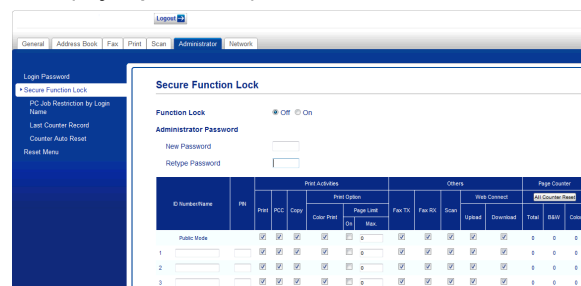 Logout
General Address Book Fax Print Scan Administrator Network
Login Password
Secure Function Lock
PC Job Restriction by Login
Name
Last Counter Record
Counter Auto Reset
Reset Menu
Secure Function Lock
Function Lock Off On
Administrator Password
New Password
Retype Password
Print Activities Others Page Counter
Print Option Web Connect All Counter Reset
ID Number/Name PIN Print PCC Copy Color Print Page Limit Fax TX Fax RX Scan
On Max. Upload Download Total B&W Color
Public Mode 0 0 0 0
1 0 0 0 0
2 0 0 0 0
3 0 0 0 0